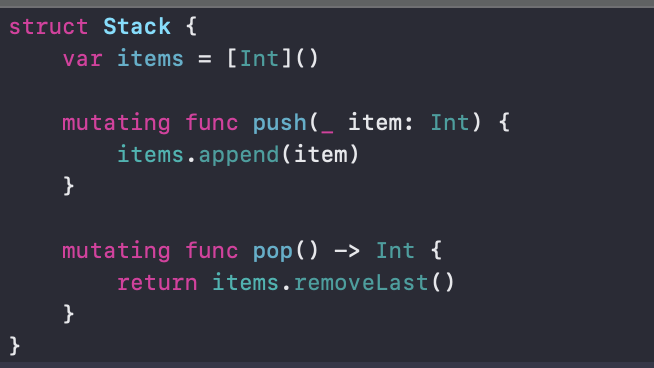 struct Stack {
    var items = [Int]()

    mutating func push(_ item: Int) {
        items.append(item)
    }

    mutating func pop() -> Int {
        return items.removeLast()
    }
}